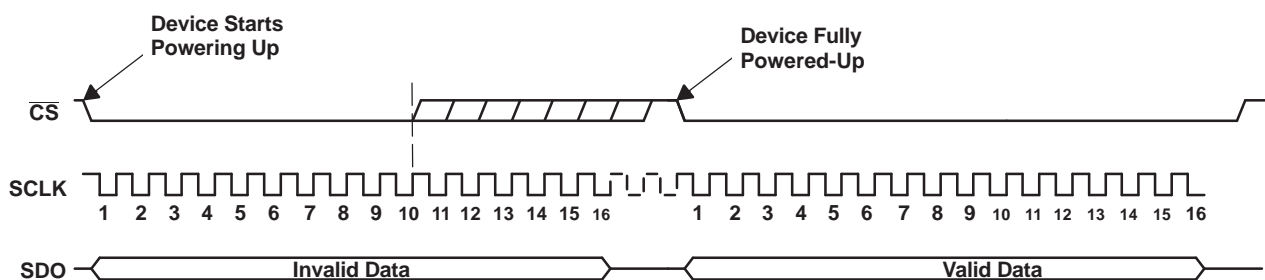 Device Starts
Powering Up
Device Fully
Powered-Up
CS
SCLK
1 2 3 4 5 6 7 8 9 10 11 12 13 14 15 16 1 2 3 4 5 6 7 8 9 10 11 12 13 14 15 16
SDO Invalid Data Valid Data